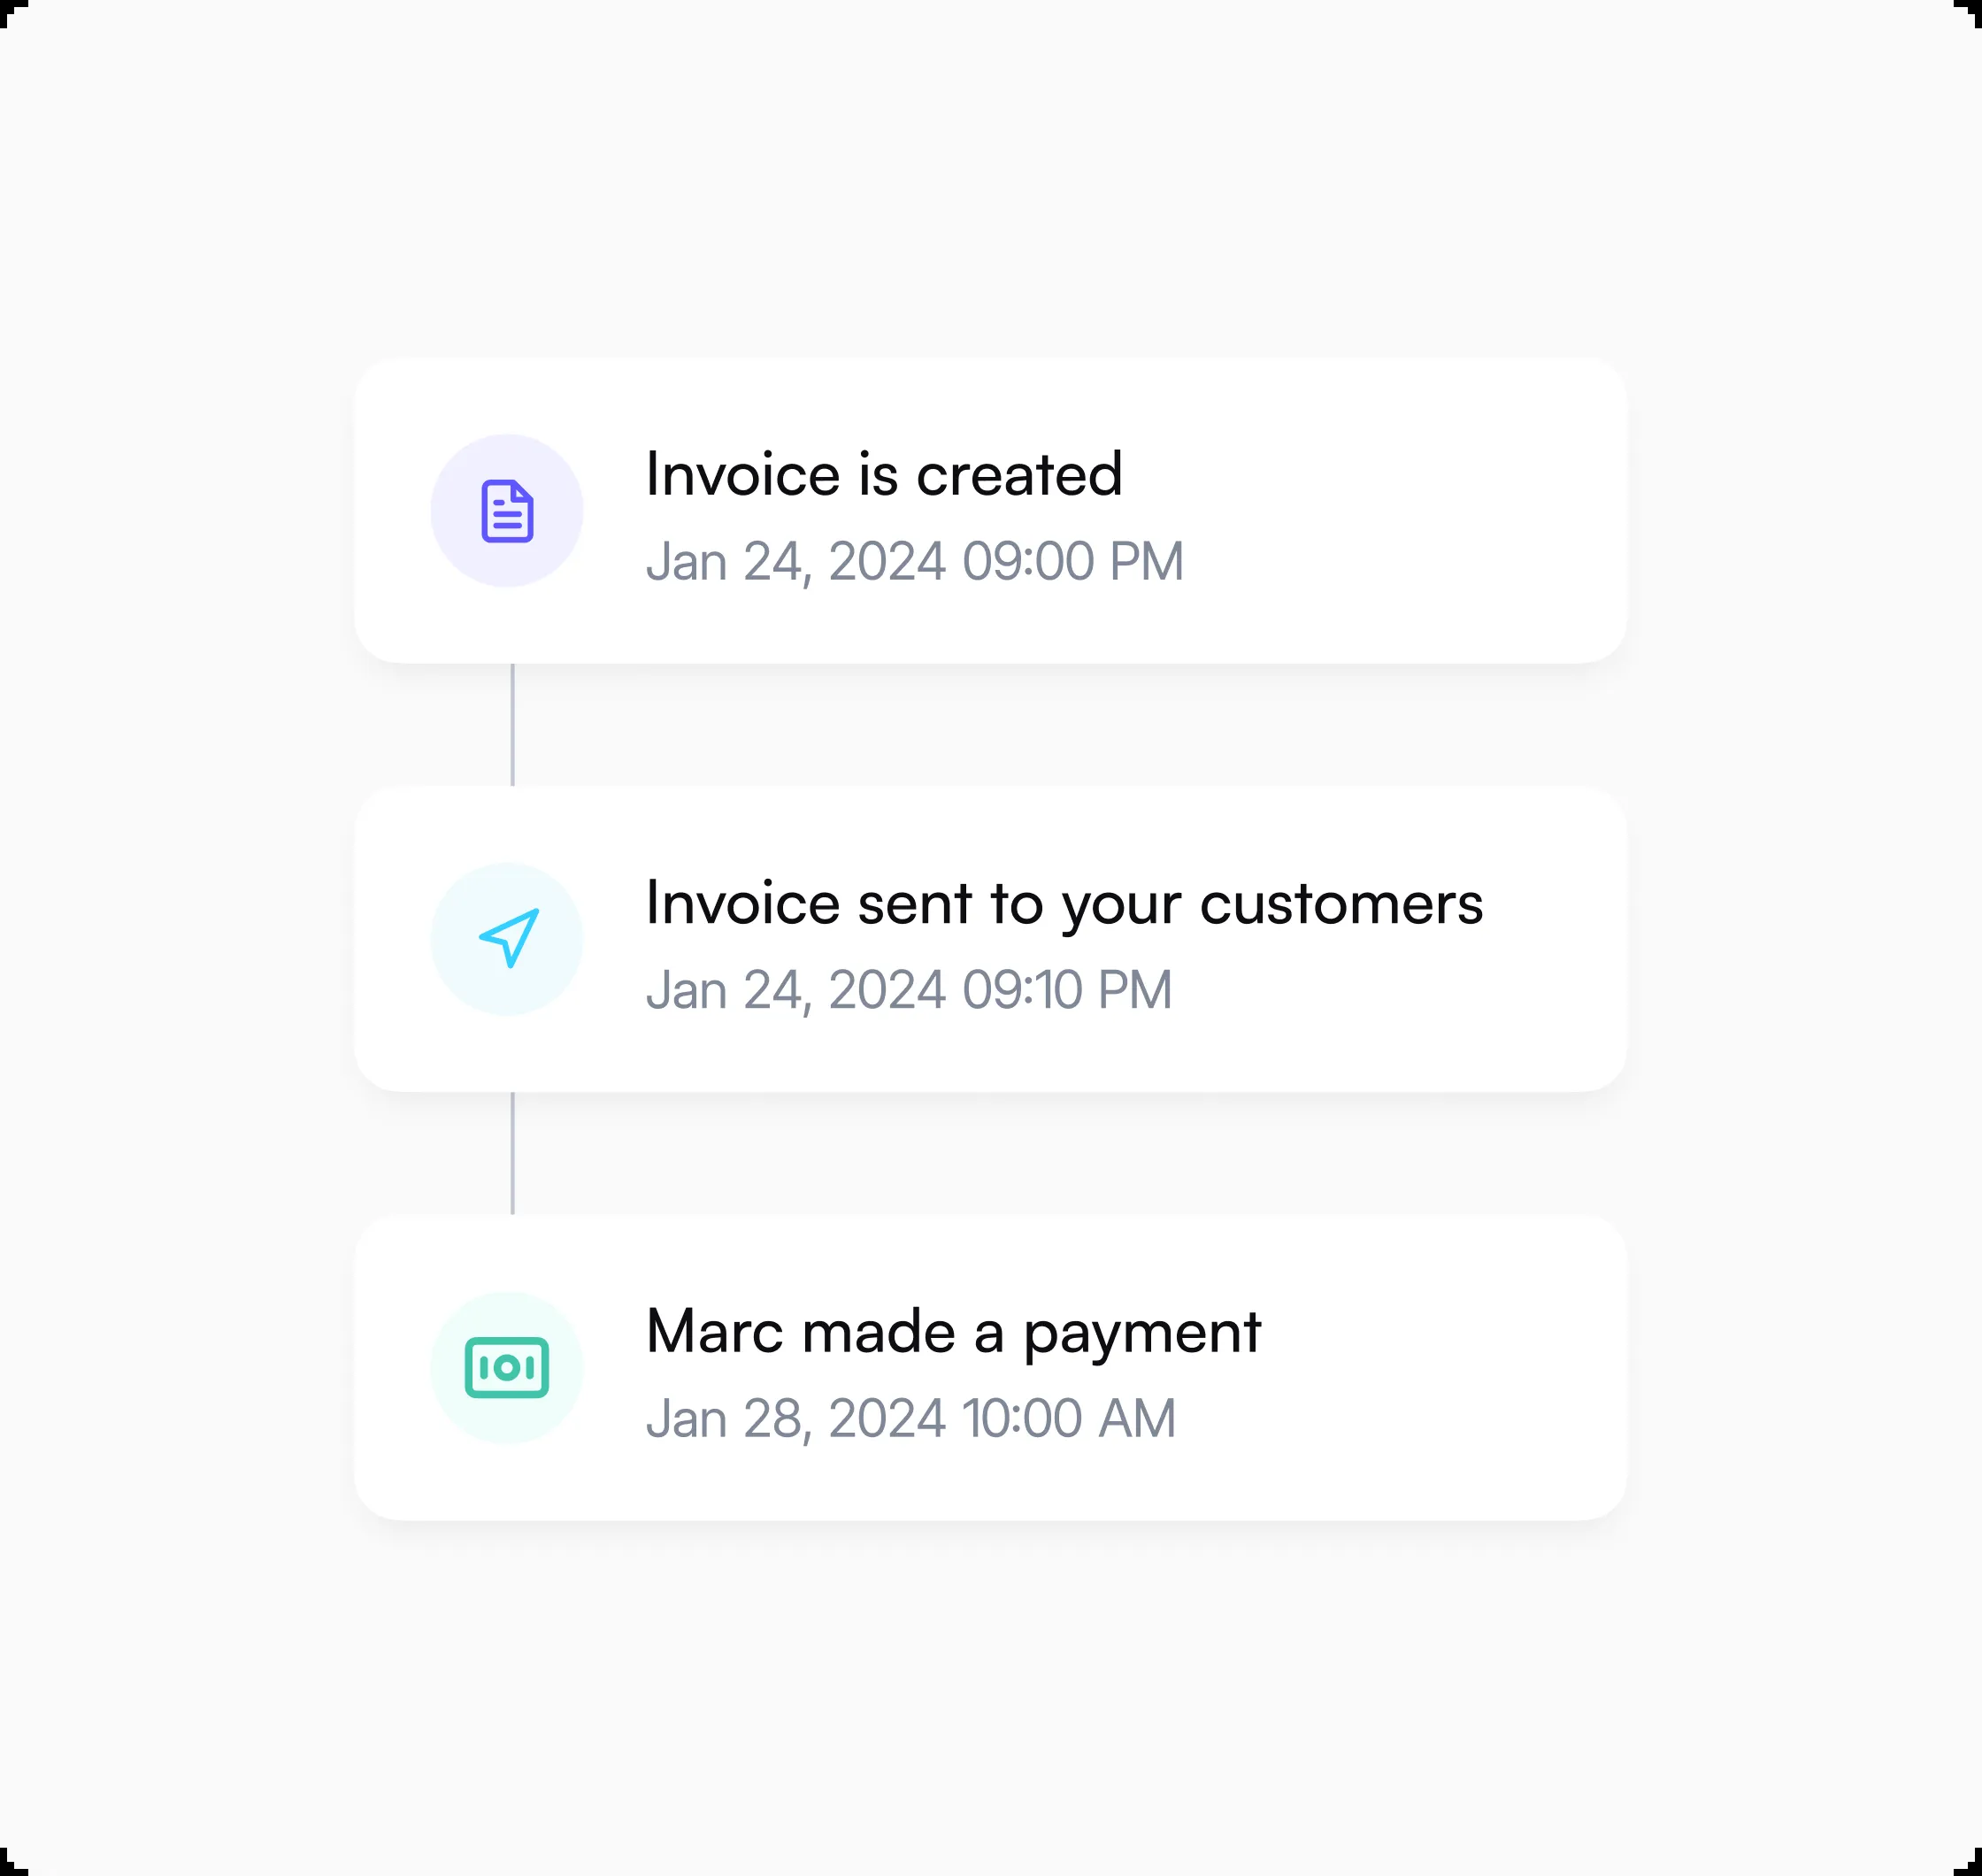 Invoice is created
Jan 24, 2024 09:00 PM
Invoice sent to your customers
Jan 24, 2024 09:10 PM
Marc made a payment
Jan 28, 2024 10:00 AM